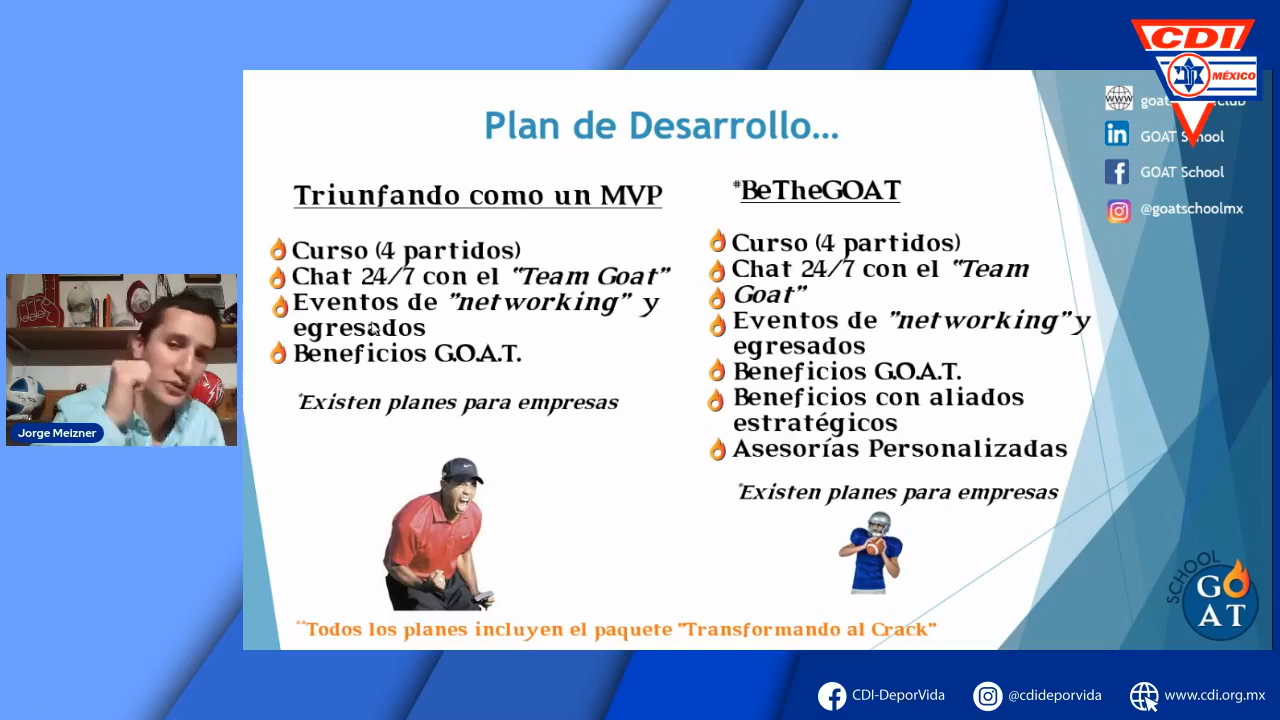 CDI
MÉXICO
GOAT School
GOAT School
@goatschoolmx
Plan de Desarrollo...
Triunfando como un MVP
Curso (4 partidos)
Chat 24/7 con el “Team Goat”
Eventos de ”networking” y
egresados
Beneficios G.O.A.T.
*Existen planes para empresas
#BeTheGOAT
Curso (4 partidos)
Chat 24/7 con el “Team
Goat”
Eventos de ”networking” y
egresados
Beneficios G.O.A.T.
Beneficios con aliados
estratégicos
Asesorías Personalizadas
*Existen planes para empresas
Jorge Meizner
**Todos los planes incluyen el paquete "Transformando al Crack"
SCHOOL
GOAT
CDI-DeporVida
@cdideporvida
www.cdi.org.mx